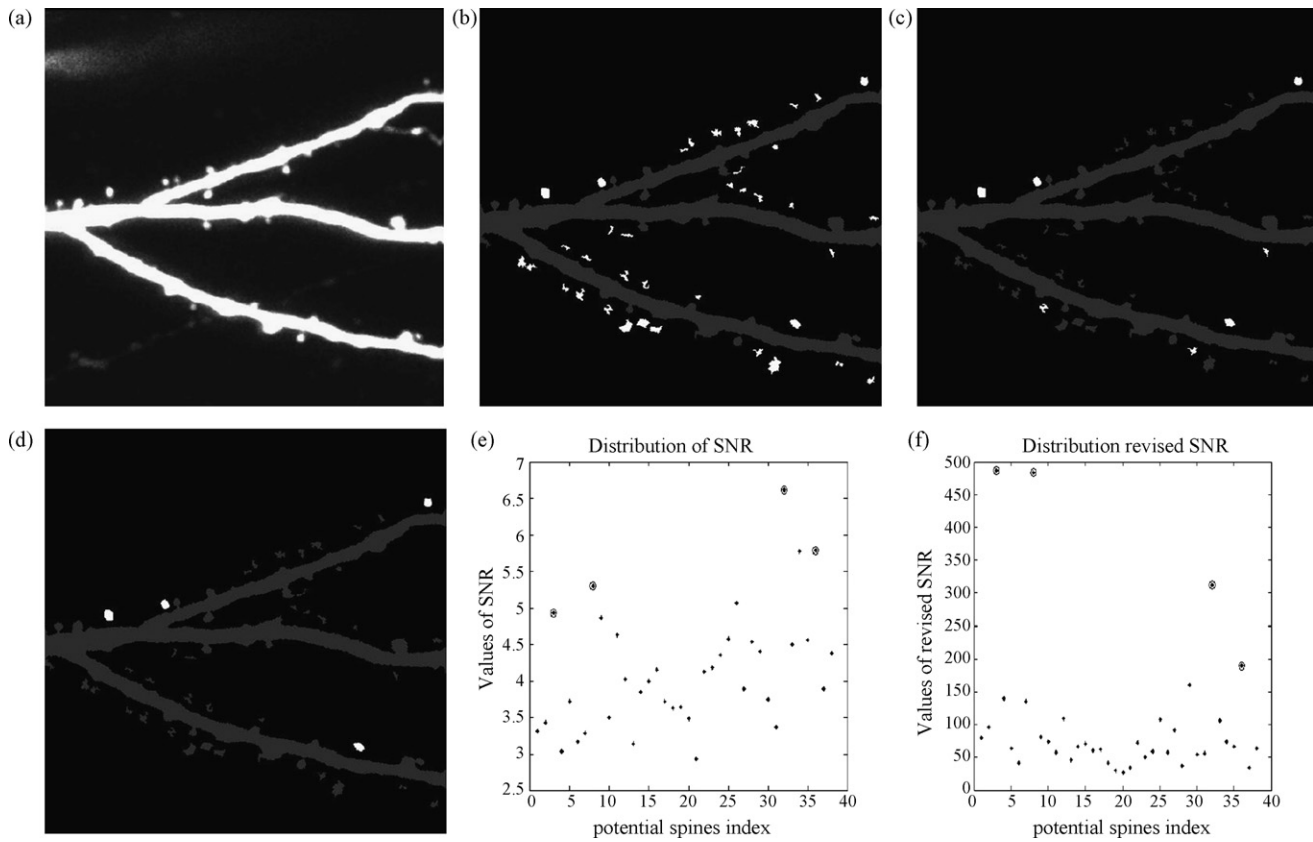 (a)
(b)
(c)
(d)
(e)
Distribution of SNR
Values of SNR
7
6.5
6
5.5
5
4.5
4
3.5
3
2.5
0 5 10 15 20 25 30 35 40
potential spines index
(f)
Distribution revised SNR
Values of revised SNR
500
450
400
350
300
250
200
150
100
50
0
0 5 10 15 20 25 30 35 40
potential spines index